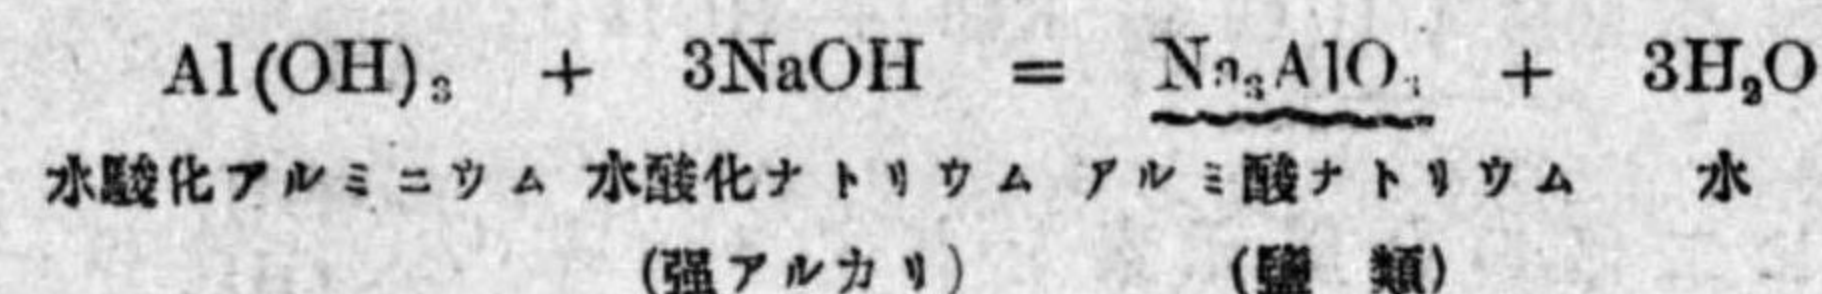 Al(OH)₃ + 3NaOH = Na₃AlO₃ + 3H₂O
水酸化アルミニウム 水酸化ナトリウム アルミ酸ナトリウム 水
(强アルカリ) (鹽 類)